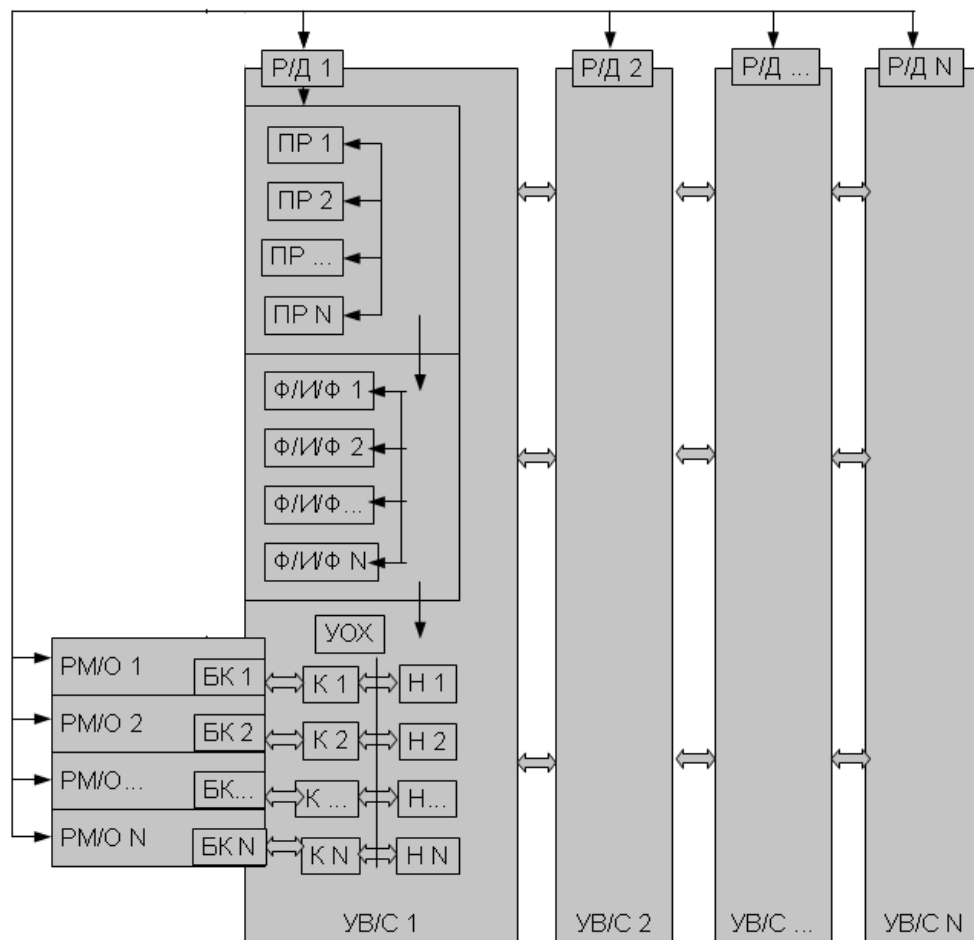 Р/Д 1
Р/Д 2
Р/Д ...
Р/Д N
ПР 1
ПР 2
ПР ...
ПР N
Ф/И/Ф 1
Ф/И/Ф 2
Ф/И/Ф...
Ф/И/Ф N
УОХ
РМ/О 1
БК 1
К 1
Н 1
РМ/О 2
БК 2
К 2
Н 2
РМ/О...
БК...
К ...
Н...
РМ/О N
БК N
К N
Н N
УВ/С 1
УВ/С 2
УВ/С ...
УВ/С N